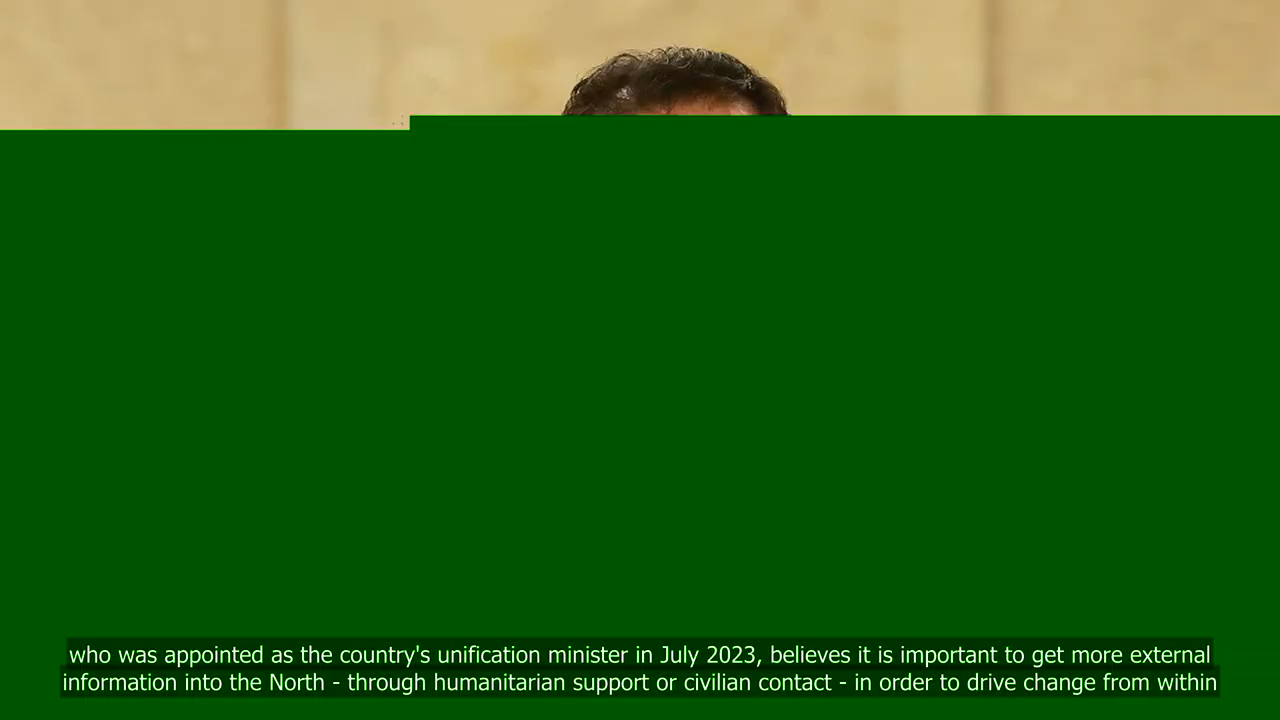 who was appointed as the country's unification minister in July 2023, believes it is important to get more external
information into the North - through humanitarian support or civilian contact - in order to drive change from within